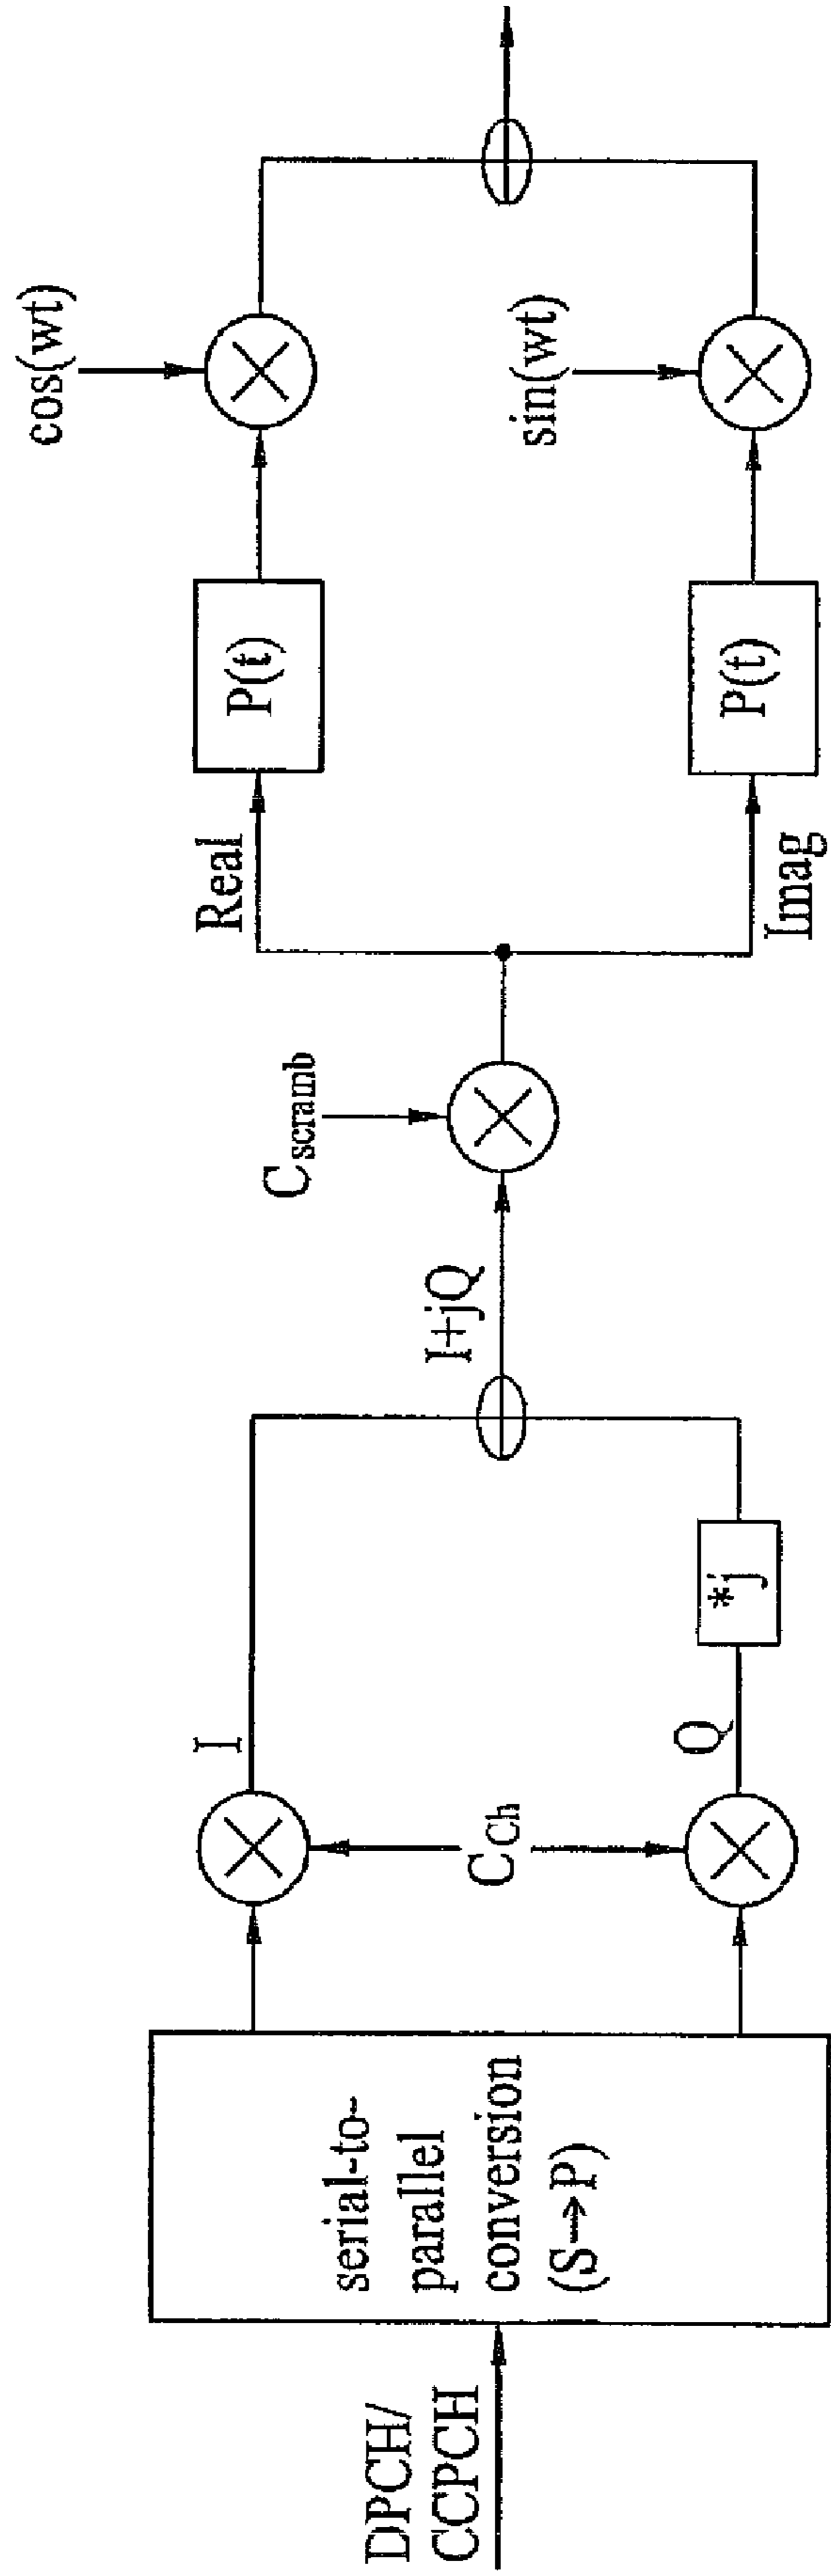 DPCH/
CCPCH
serial-to-
parallel
conversion
(S→P)
I
C_Ch
Q
*j
I+jQ
C_scramb
Real
Imag
P(t)
P(t)
cos(wt)
sin(wt)